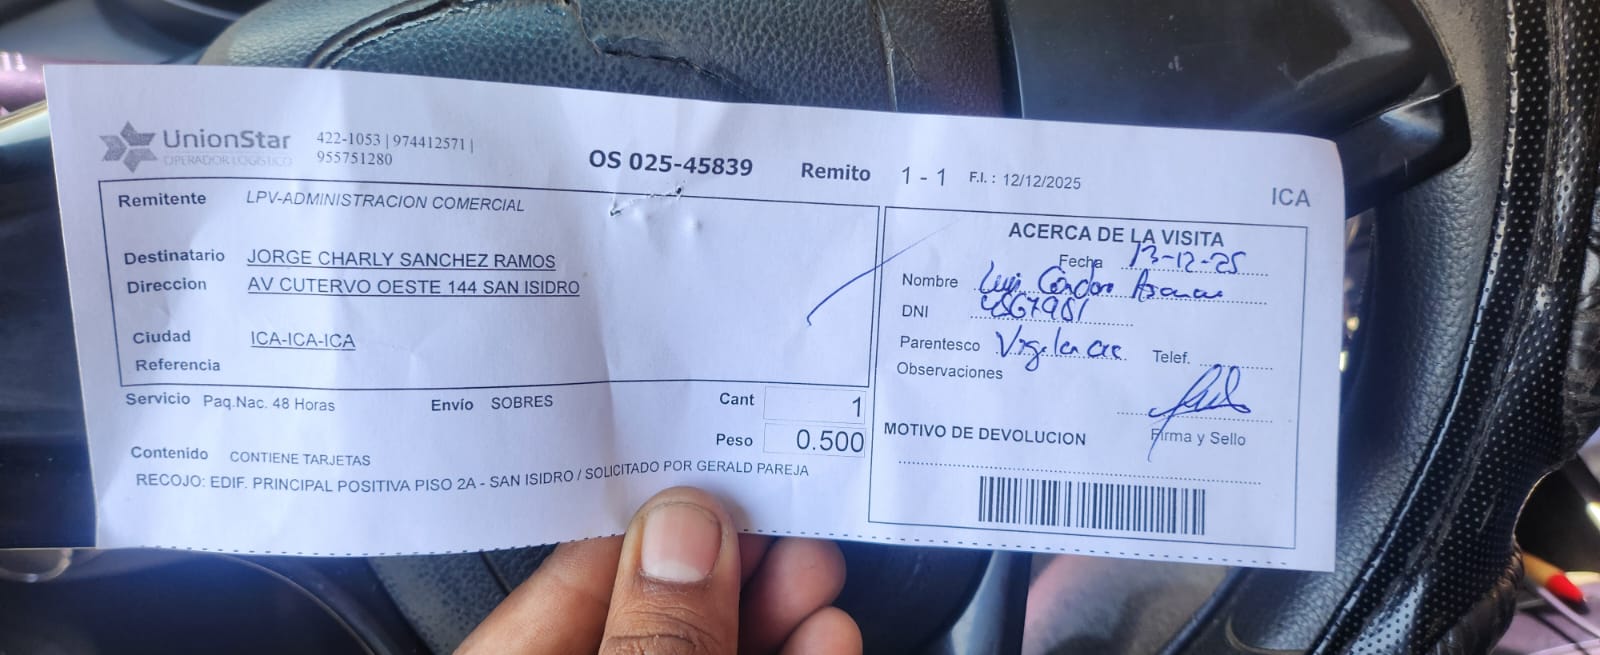 UnionStar
OPERADOR LOGISTICO
422-1053 | 974412571 |
955751280
OS 025-45839
Remito 1 - 1 F.I. : 12/12/2025
ICA
Remitente LPV-ADMINISTRACION COMERCIAL
Destinatario JORGE CHARLY SANCHEZ RAMOS
Direccion AV CUTERVO OESTE 144 SAN ISIDRO
Ciudad ICA-ICA-ICA
Referencia
Servicio Paq.Nac. 48 Horas Envío SOBRES
Cant 1
Peso 0.500
Contenido CONTIENE TARJETAS
RECOJO: EDIF. PRINCIPAL POSITIVA PISO 2A - SAN ISIDRO / SOLICITADO POR GERALD PAREJA
ACERCA DE LA VISITA
Fecha 13-12-25
Nombre
DNI
Parentesco Telef.
Observaciones
Firma y Sello
MOTIVO DE DEVOLUCION